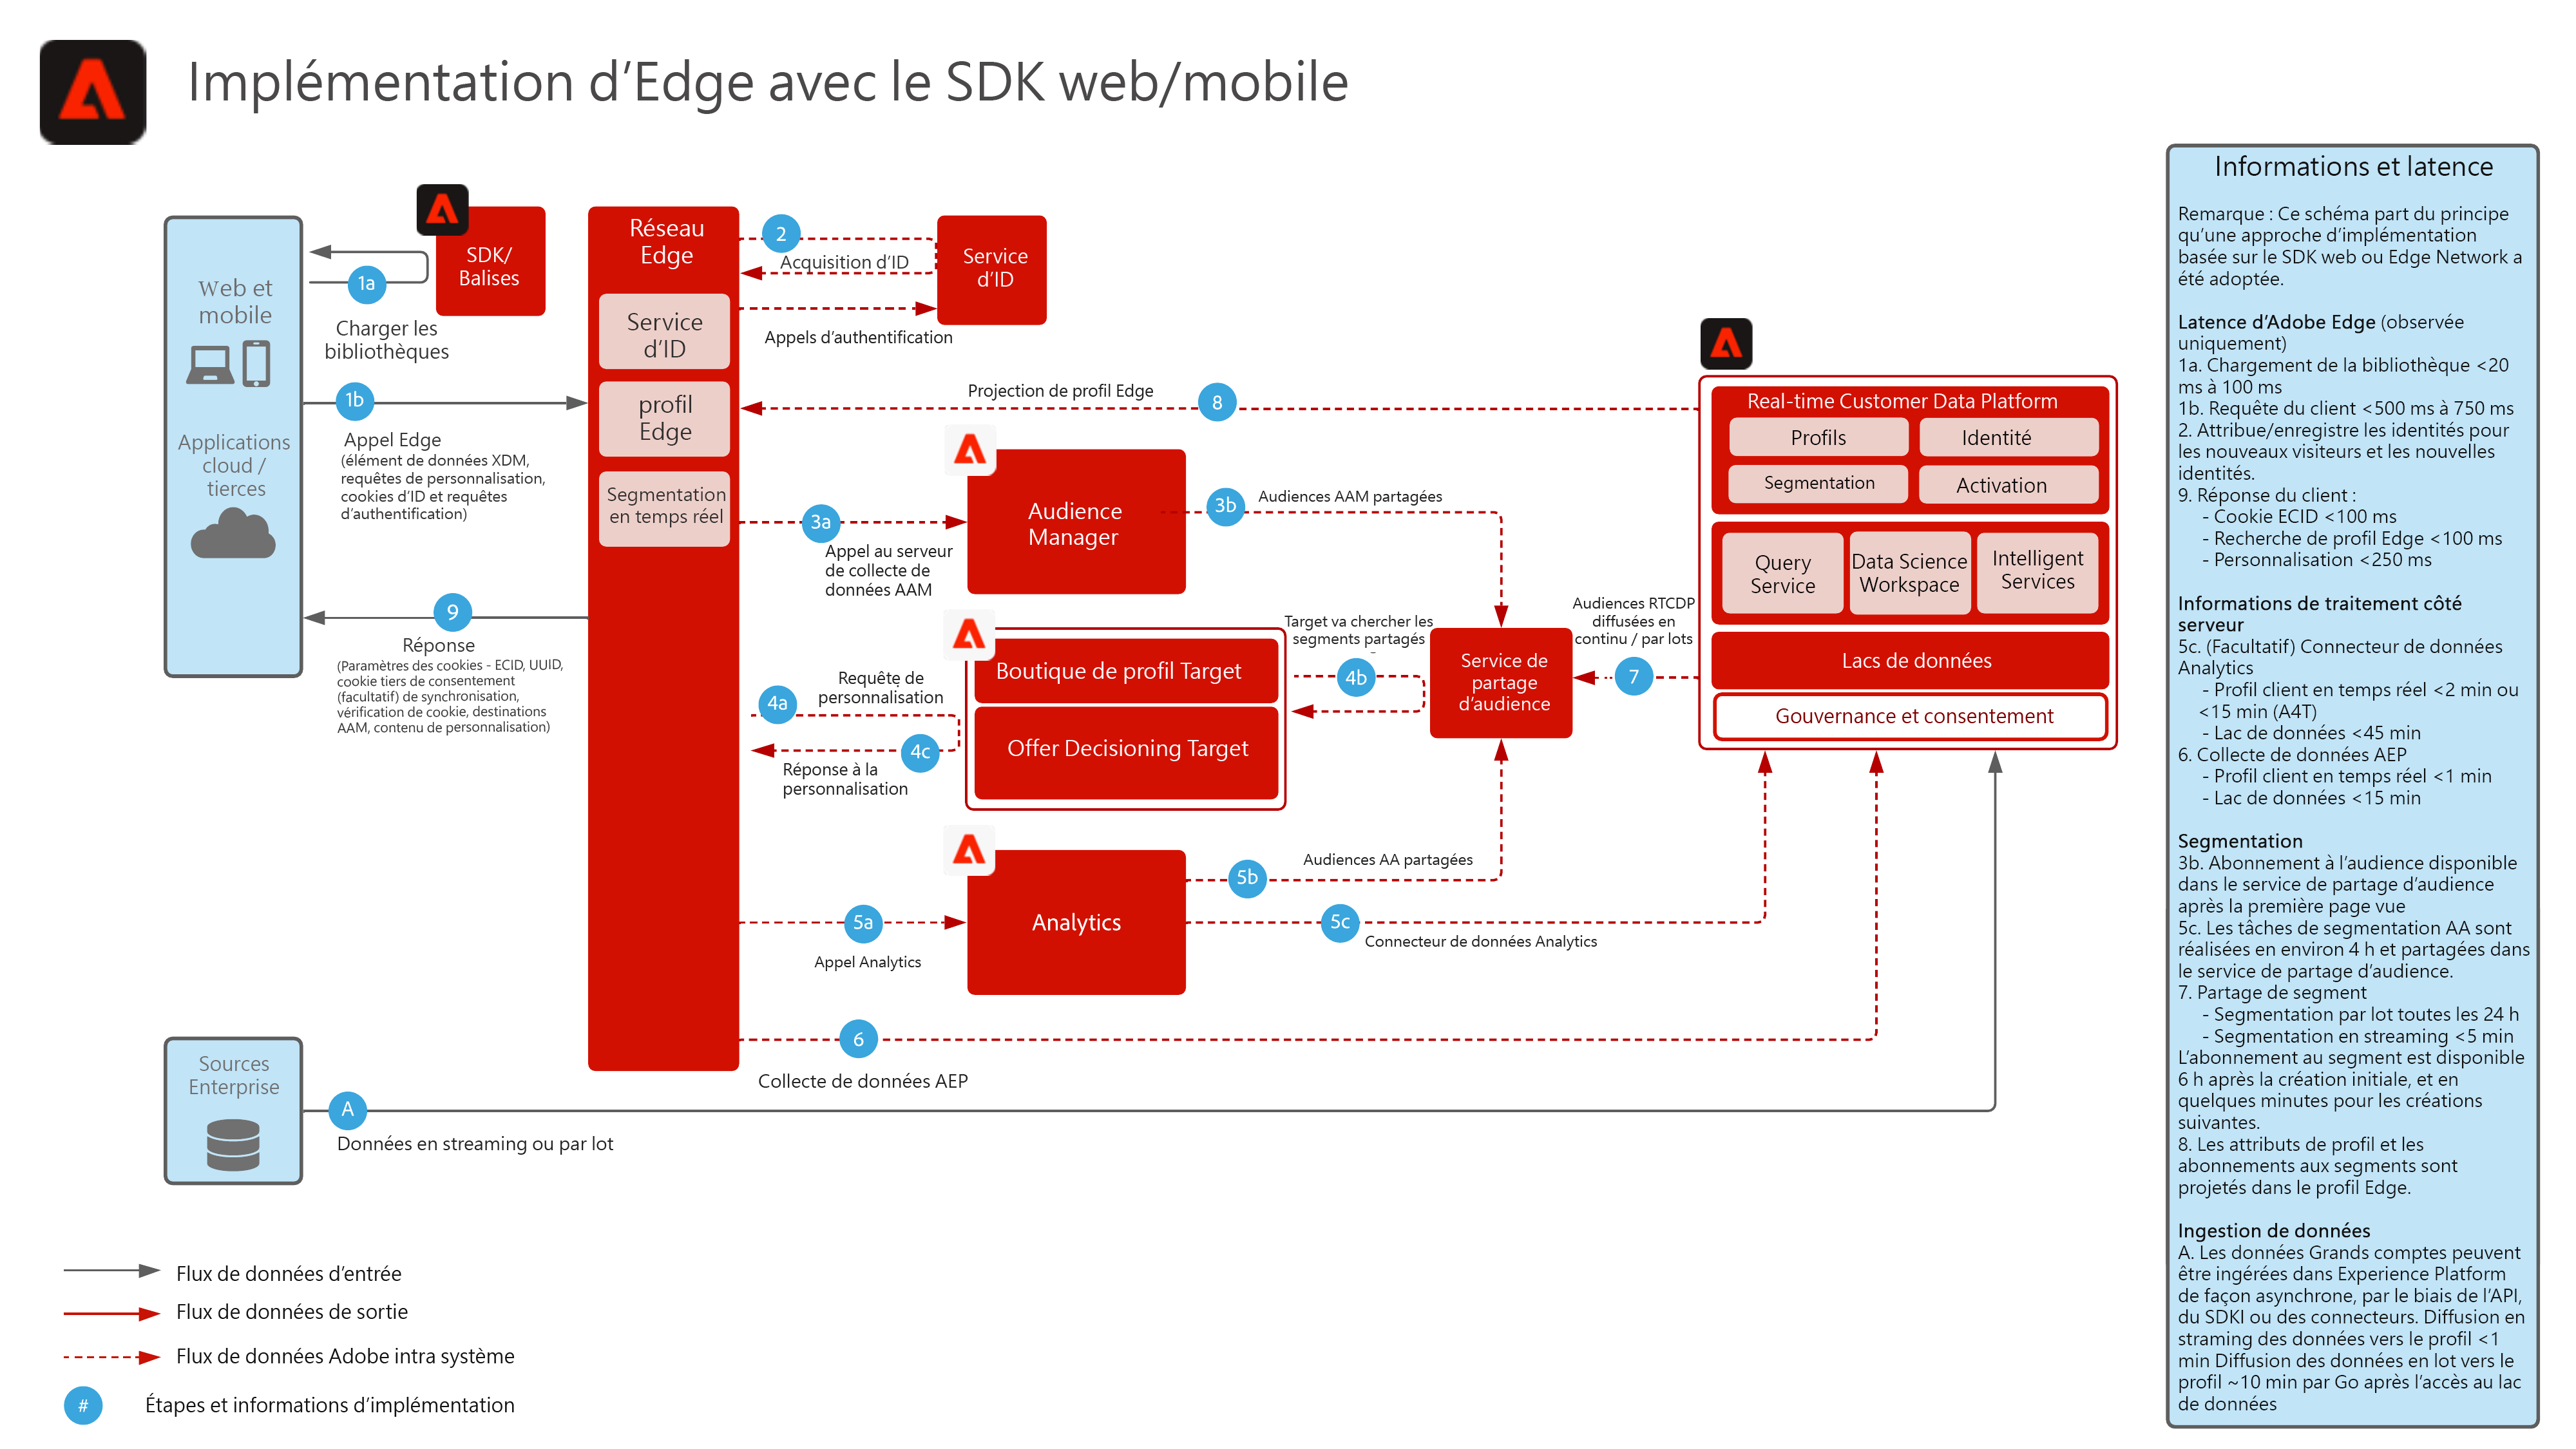 Implémentation d’Edge avec le SDK web/mobile
Web et
mobile
Applications
cloud /
tierces
SDK/
Balises
1a
Charger les
bibliothèques
1b
Appel Edge
(élément de données XDM,
requêtes de personnalisation,
cookies d’ID et requêtes
d’authentification)
9
Réponse
(Paramètres des cookies - ECID, UUID,
cookie tiers de consentement
(facultatif) de synchronisation,
vérification de cookie, destinations
AAM, contenu de personnalisation)
Réseau
Edge
Service
d’ID
profil
Edge
Segmentation
en temps réel
2
Acquisition d’ID
Appels d’authentification
Service
d’ID
Projection de profil Edge
8
3a
Appel au serveur
de collecte de
données AAM
Audience
Manager
3b
Audiences AAM partagées
4a
Requête de
personnalisation
4c
Réponse à la
personnalisation
Boutique de profil Target
Offer Decisioning Target
Target va chercher les
segments partagés
4b
Service de
partage
d’audience
Audiences RTCDP
diffusées en
continu / par lots
7
Real-time Customer Data Platform
Profils
Identité
Segmentation
Activation
Query
Service
Data Science
Workspace
Intelligent
Services
Lacs de données
Gouvernance et consentement
5a
Appel Analytics
Analytics
5b
Audiences AA partagées
5c
Connecteur de données Analytics
6
Collecte de données AEP
Sources
Enterprise
A
Données en streaming ou par lot
Flux de données d’entrée
Flux de données de sortie
Flux de données Adobe intra système
#
Étapes et informations d’implémentation
Informations et latence
Remarque : Ce schéma part du principe
qu’une approche d’implémentation
basée sur le SDK web ou Edge Network a
été adoptée.
Latence d’Adobe Edge (observée
uniquement)
1a. Chargement de la bibliothèque <20
ms à 100 ms
1b. Requête du client <500 ms à 750 ms
2. Attribue/enregistre les identités pour
les nouveaux visiteurs et les nouvelles
identités.
9. Réponse du client :
- Cookie ECID <100 ms
- Recherche de profil Edge <100 ms
- Personnalisation <250 ms
Informations de traitement côté
serveur
5c. (Facultatif) Connecteur de données
Analytics
- Profil client en temps réel <2 min ou
<15 min (A4T)
- Lac de données <45 min
6. Collecte de données AEP
- Profil client en temps réel <1 min
- Lac de données <15 min
Segmentation
3b. Abonnement à l’audience disponible
dans le service de partage d’audience
après la première page vue
5c. Les tâches de segmentation AA sont
réalisées en environ 4 h et partagées dans
le service de partage d’audience.
7. Partage de segment
- Segmentation par lot toutes les 24 h
- Segmentation en streaming <5 min
L’abonnement au segment est disponible
6 h après la création initiale, et en
quelques minutes pour les créations
suivantes.
8. Les attributs de profil et les
abonnements aux segments sont
projetés dans le profil Edge.
Ingestion de données
A. Les données Grands comptes peuvent
être ingérées dans Experience Platform
de façon asynchrone, par le biais de l’API,
du SDKI ou des connecteurs. Diffusion en
straming des données vers le profil <1
min Diffusion des données en lot vers le
profil ~10 min par Go après l’accès au lac
de données